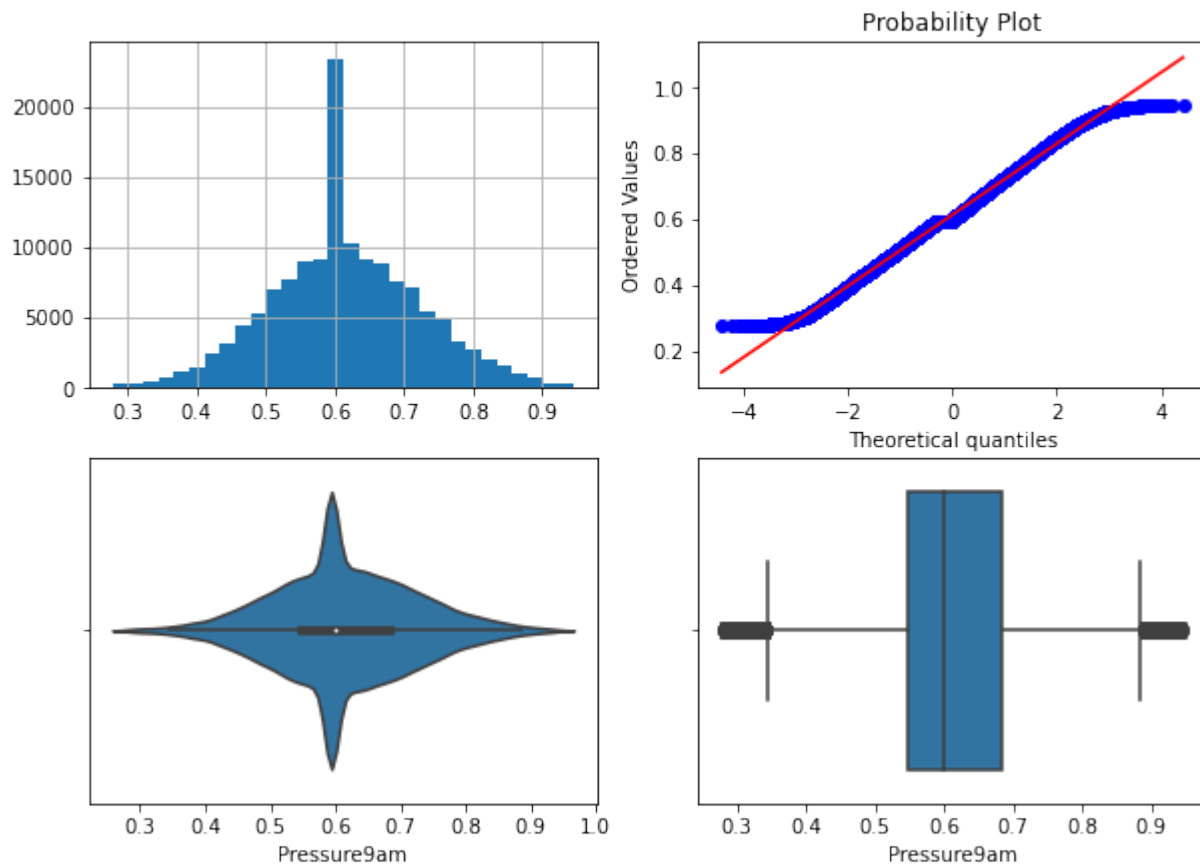 Probability Plot
20000
15000
10000
5000
0
0.3 0.4 0.5 0.6 0.7 0.8 0.9
Ordered Values
1.0
0.8
0.6
0.4
0.2
−4 −2 0 2 4
Theoretical quantiles
0.3 0.4 0.5 0.6 0.7 0.8 0.9 1.0
Pressure9am
0.3 0.4 0.5 0.6 0.7 0.8 0.9
Pressure9am